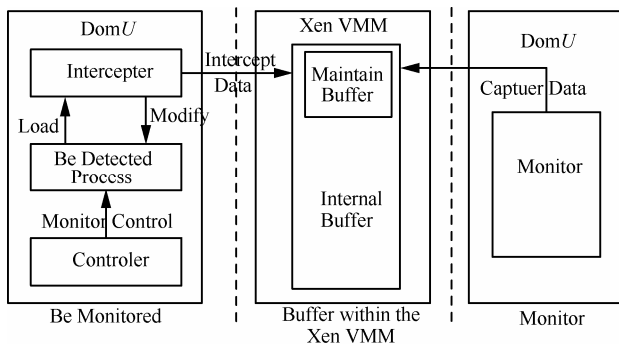 DomU
Intercepter
Load
Modify
Be Detected
Proccss
Monitor Control
Controler
Be Monitored
Intercept
Data
Xen VMM
Maintain
Buffer
Internal
Buffer
Buffer within the
Xen VMM
DomU
Captuer Data
Monitor
Monitor